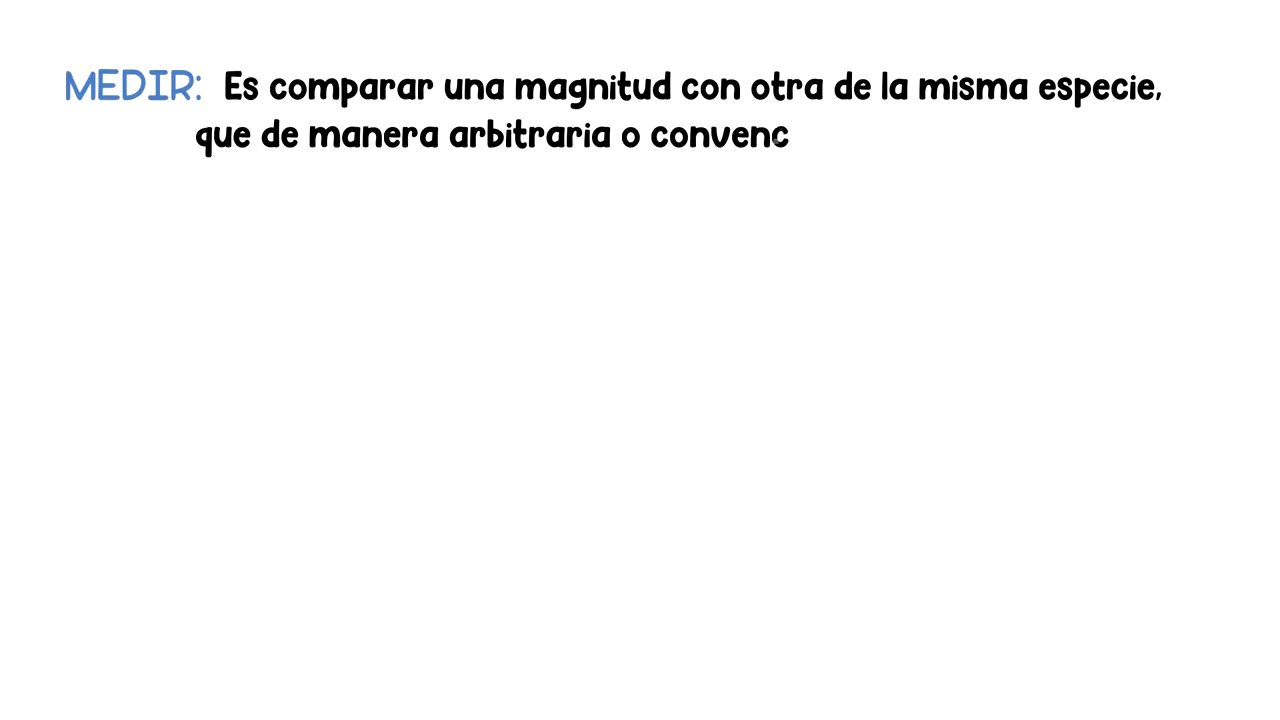 MEDIR: Es comparar una magnitud con otra de la misma especie,
que de manera arbitraria o convenc